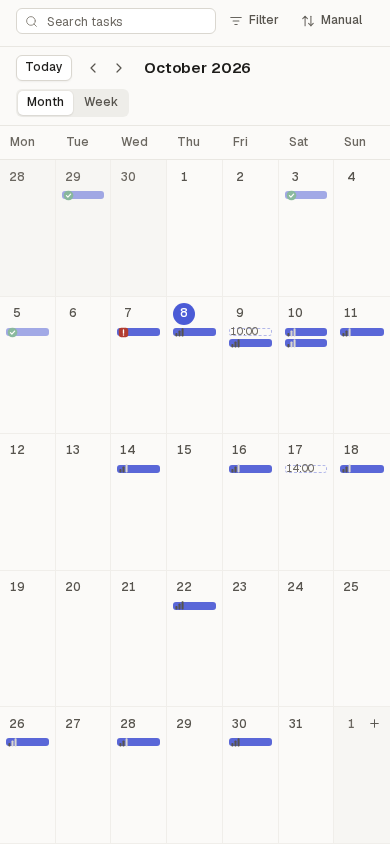 Search tasks Filter Manual
Today October 2026
Month Week
Mon Tue Wed Thu Fri Sat Sun
28 29 30 1 2 3 4
5 6 7 8 9 10 11
10:00
12 13 14 15 16 17 18
14:00
19 20 21 22 23 24 25
26 27 28 29 30 31 1